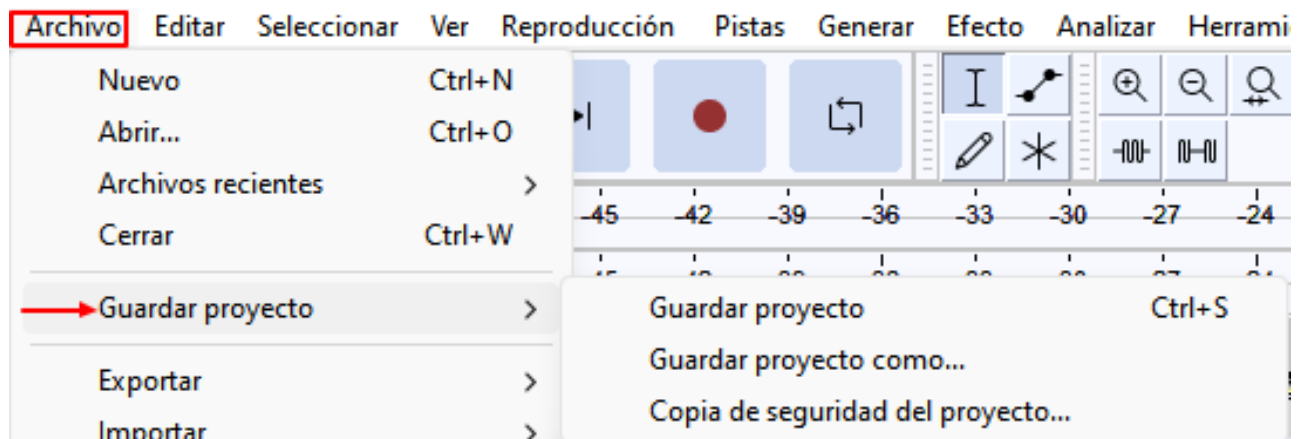 Archivo Editar Seleccionar Ver Reproducción Pistas Generar Efecto Analizar Herrami
Nuevo Ctrl+N
Abrir... Ctrl+O
Archivos recientes
-45 -42 -39 -36 -33 -30 -27 -24
Cerrar Ctrl+W
Guardar proyecto
Guardar proyecto Ctrl+S
Guardar proyecto como...
Exportar
Copia de seguridad del proyecto...
Importar